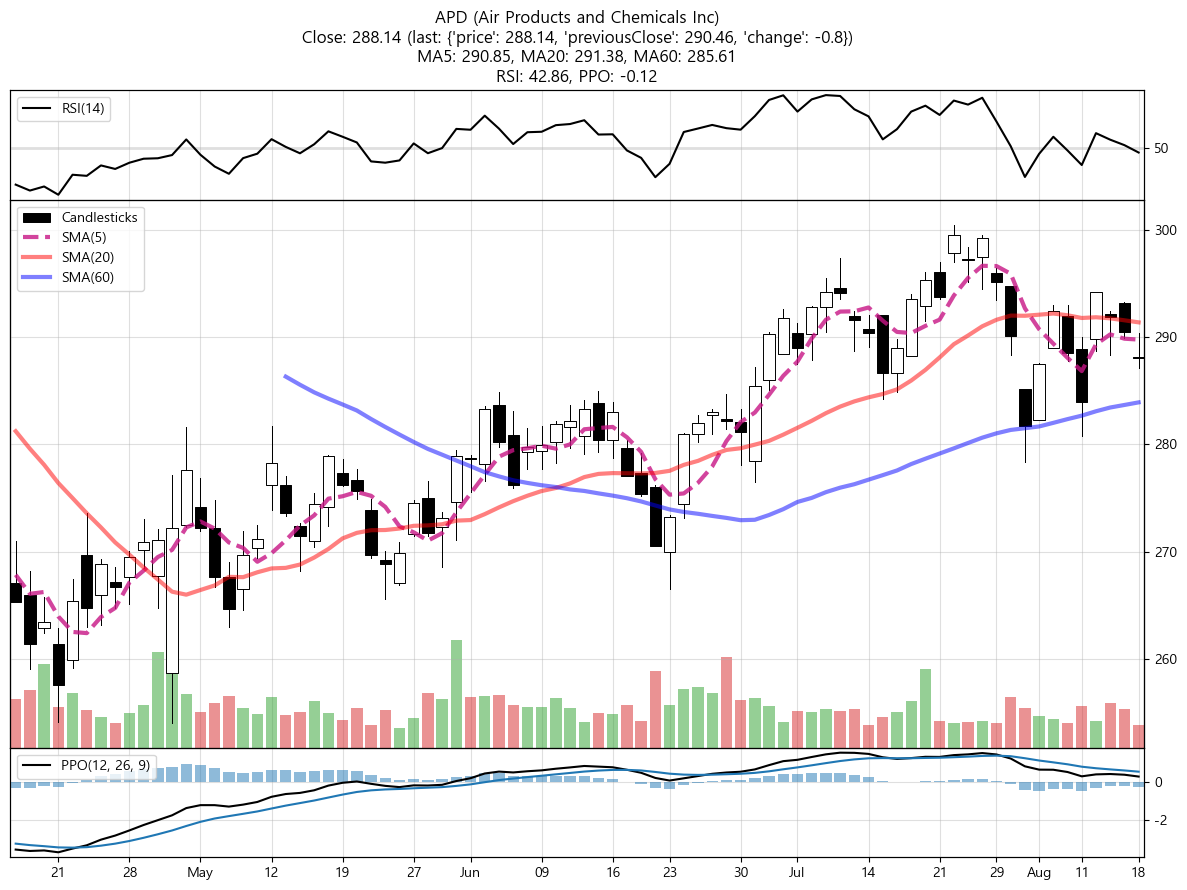 APD (Air Products and Chemicals Inc)
Close: 288.14 (last: {'price': 288.14, 'previousClose': 290.46, 'change': -0.8})
MA5: 290.85, MA20: 291.38, MA60: 285.61
RSI: 42.86, PPO: -0.12
RSI(14)
50
Candlesticks
SMA(5)
SMA(20)
SMA(60)
300
290
280
270
260
PPO(12, 26, 9)
0
-2
21 28 May 12 19 27 Jun 09 16 23 30 Jul 14 21 29 Aug 11 18